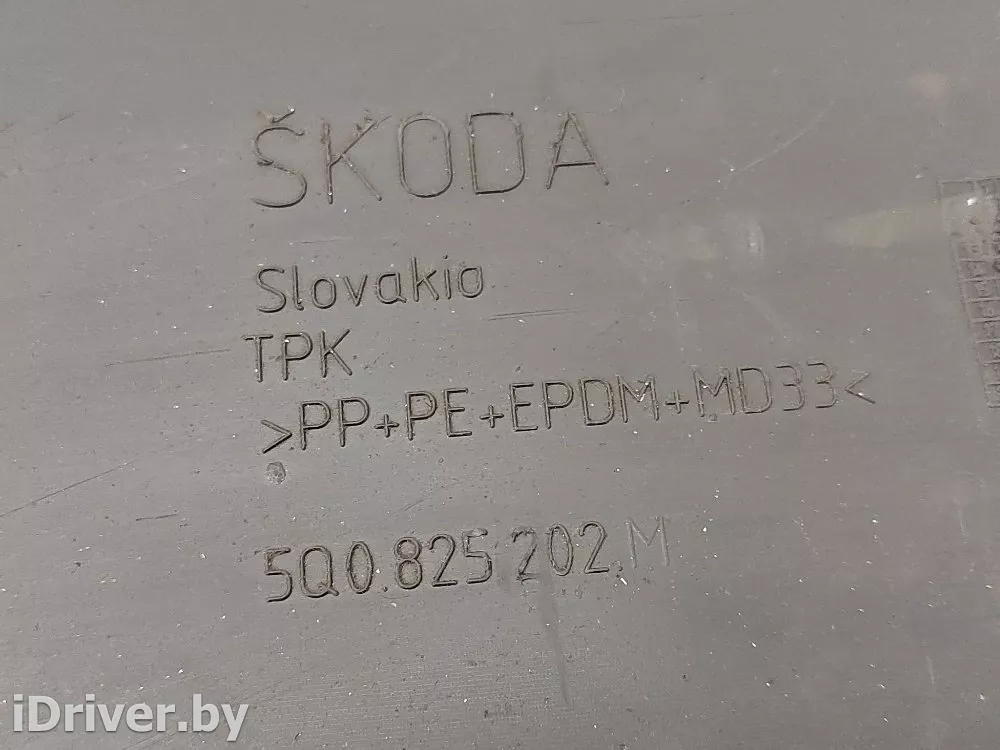 ŠKODA
Slovakia
TPK
>PP+PE+EPDM+MD33<
5Q0.825 202.M
iDriver.by